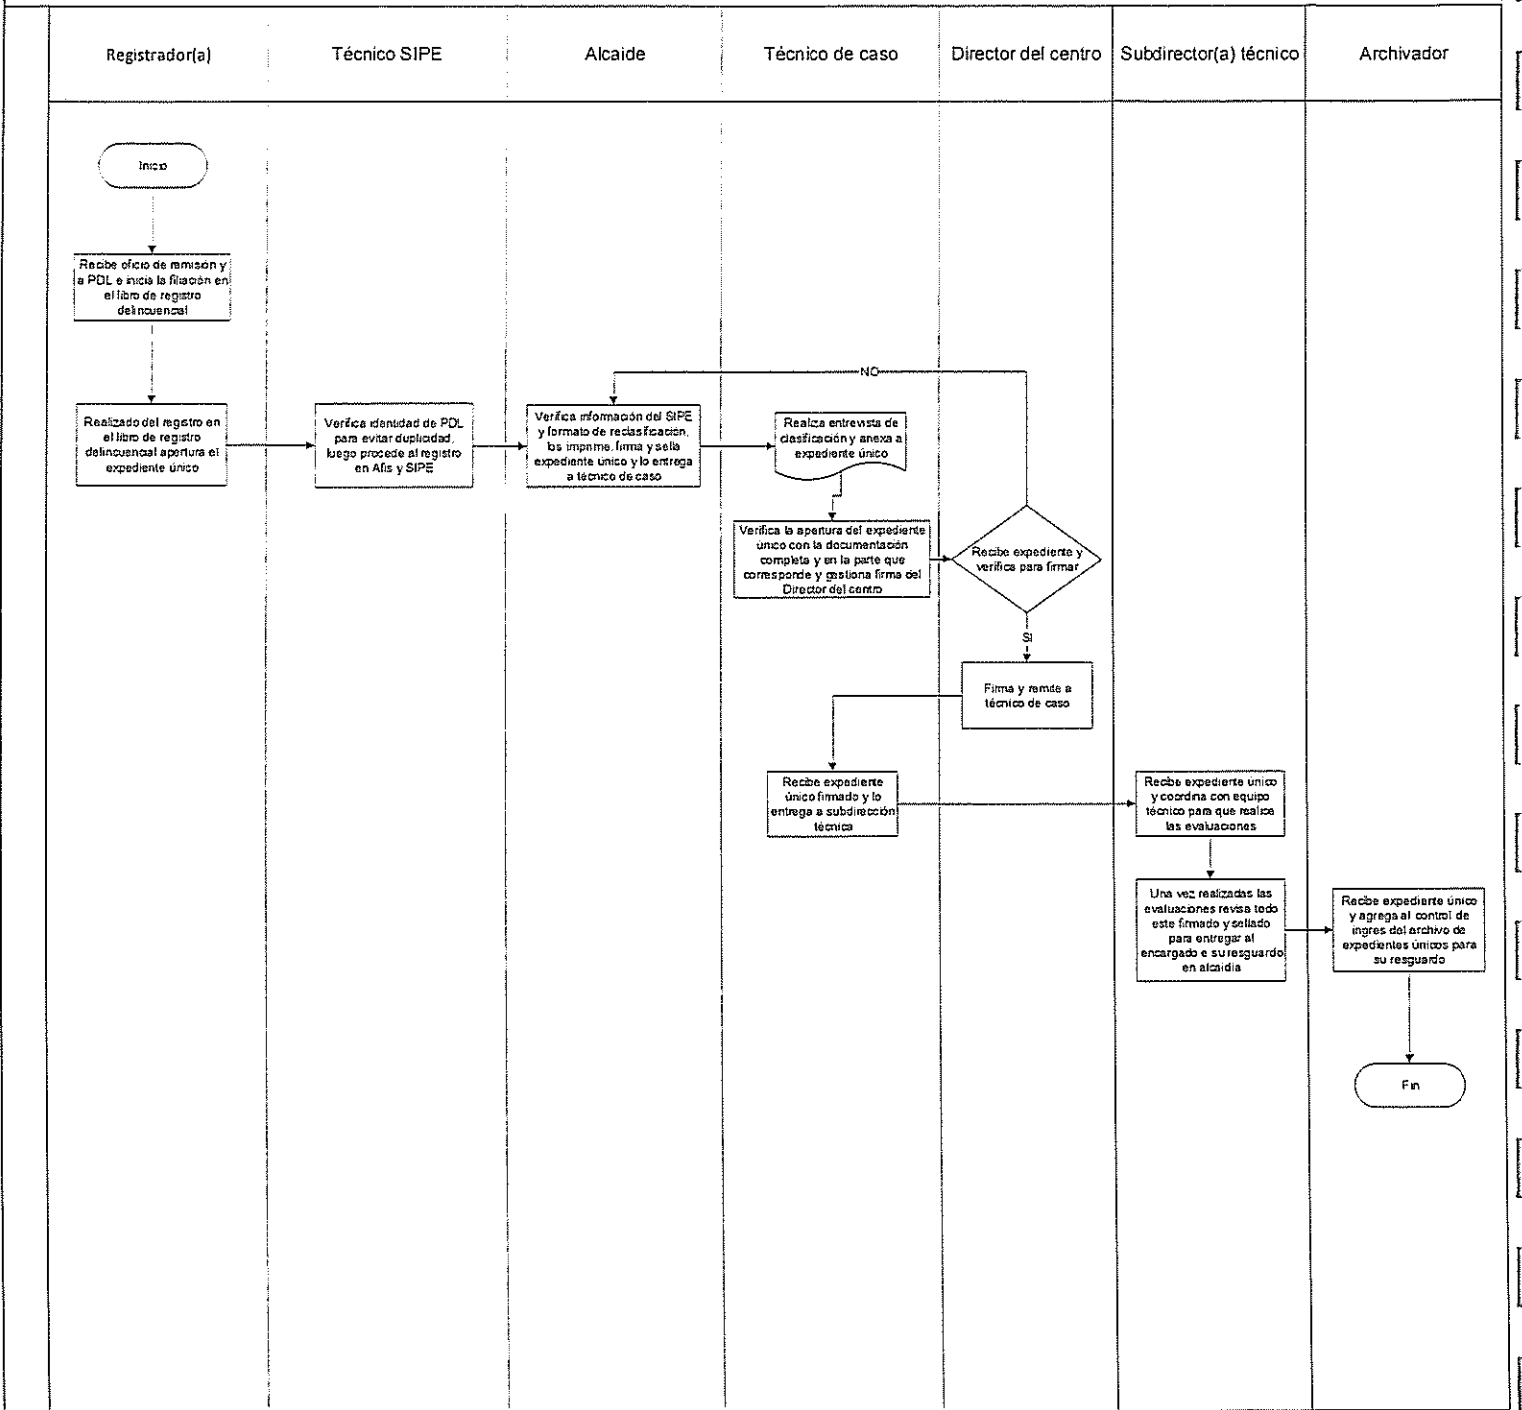 Registrador(a)
Técnico SIPE
Alcaide
Técnico de caso
Director del centro
Subdirector(a) técnico
Archivador
Inicio
Recibe oficio de remisión y
a PDL e inicia la filiación en
el libro de registro
delincuencial
NO
Realizado del registro en
el libro de registro
delincuencial apertura el
expediente único
Verifica identidad de PDL
para evitar duplicidad,
luego procede al registro
en Afis y SIPE
Verifica información del SIPE
y formato de reclasificación,
los imprime, firma y sella
expediente único y lo entrega
a técnico de caso
Realiza entrevista de
clasificación y anexa a
expediente único
Verifica la apertura del expediente
único con la documentación
completa y en la parte que
corresponde y gestiona firma del
Director del centro
Recibe expediente y
verifica para firmar
SI
Firma y remite a
técnico de caso
Recibe expediente
único firmado y lo
entrega a subdirección
técnica
Recibe expediente único
y coordina con equipo
técnico para que realice
las evaluaciones
Una vez realizadas las
evaluaciones revisa todo
este firmado y sellado
para entregar al
encargado e su resguardo
en alcaidia
Recibe expediente único
y agrega al control de
ingres del archivo de
expedientes únicos para
su resguardo
Fin